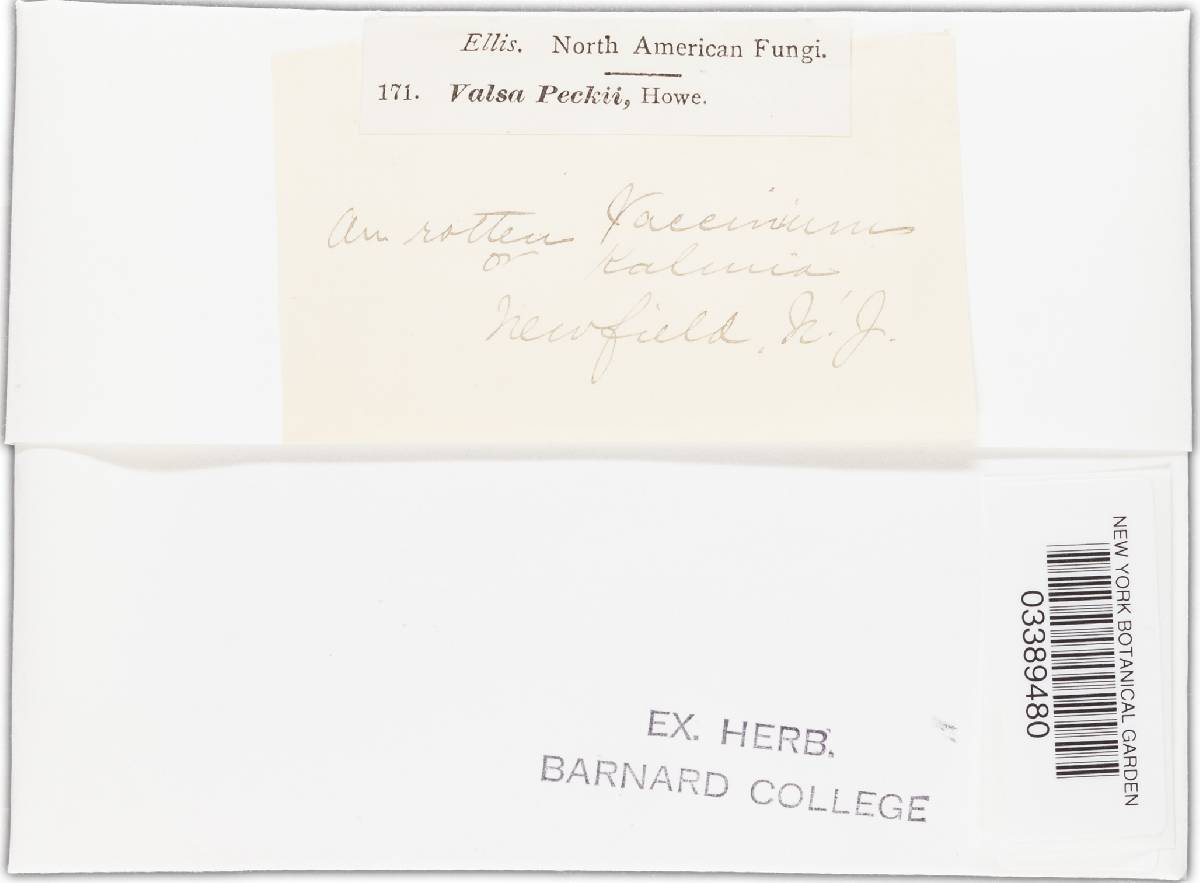 Ellis. North American Fungi.
171. Valsa Peckii, Howe.
On rotten Vaccinium
or Kalmia
Newfield, N.J.
NEW YORK BOTANICAL GARDEN
03389480
EX. HERB.
BARNARD COLLEGE